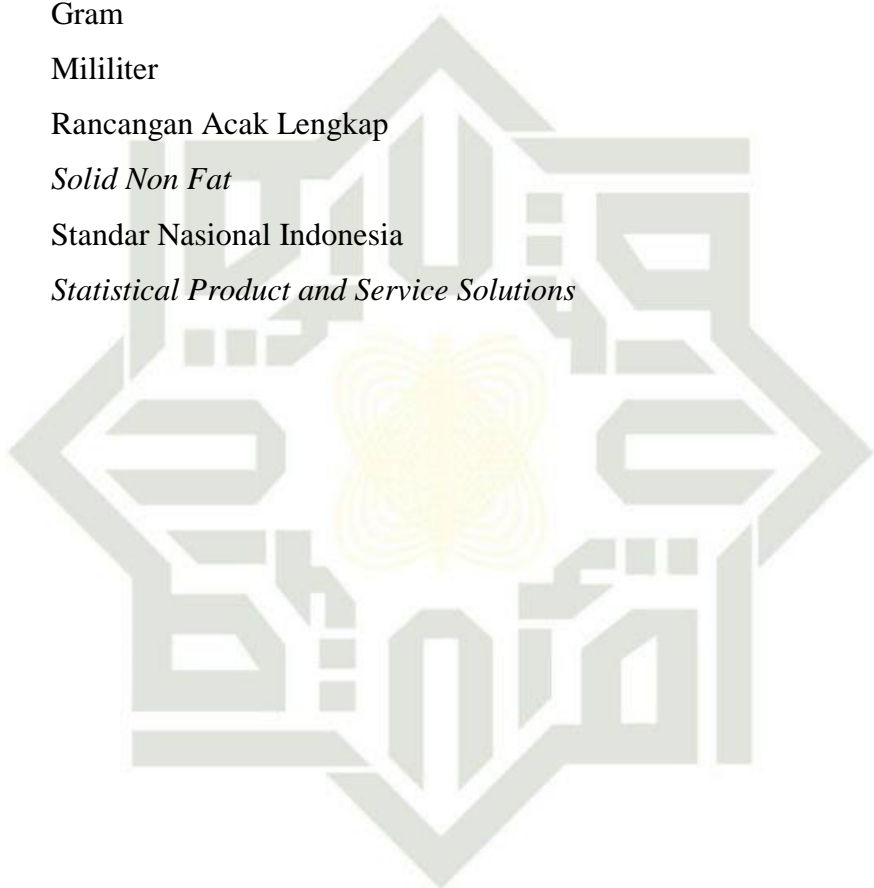 Gram
Mililiter
Rancangan Acak Lengkap
Solid Non Fat
Standar Nasional Indonesia
Statistical Product and Service Solutions